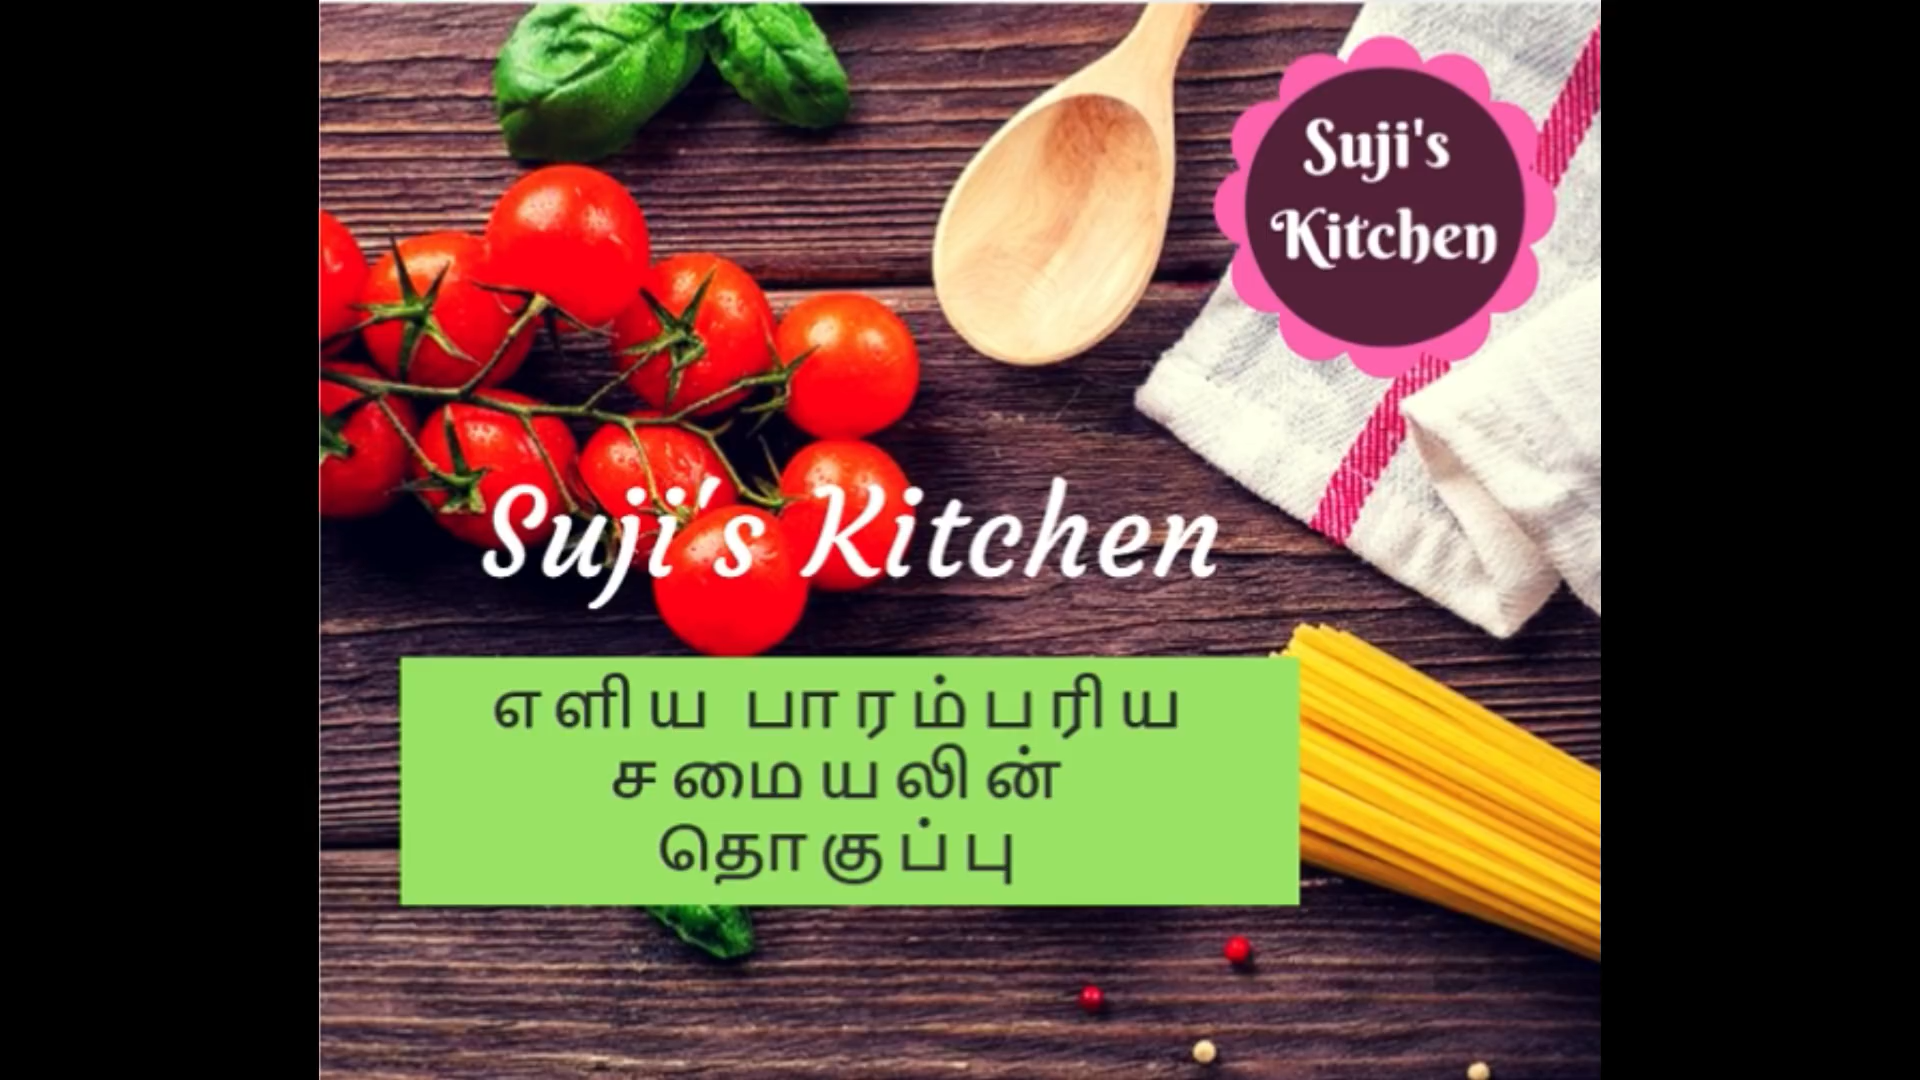 Suji's
Kitchen
Suji's Kitchen
எளிய பாரம்பரிய
சமையலின்
தொகுப்பு